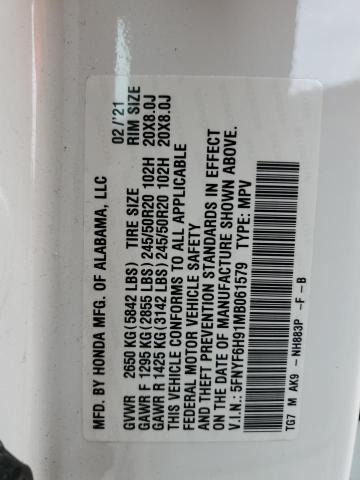 MFD. BY HONDA MFG. OF ALABAMA, LLC 02/'21
GVWR 2650 KG (5842 LBS) TIRE SIZE RIM SIZE
GAWR F 1295 KG (2855 LBS) 245/50R20 102H 20X8.0J
GAWR R 1425 KG (3142 LBS) 245/50R20 102H 20X8.0J
THIS VEHICLE CONFORMS TO ALL APPLICABLE
FEDERAL MOTOR VEHICLE SAFETY
AND THEFT PREVENTION STANDARDS IN EFFECT
ON THE DATE OF MANUFACTURE SHOWN ABOVE.
V.I.N.: 5FNYF6H91MB061579 TYPE: MPV
TG7 M AK9 -NH883P -F -B